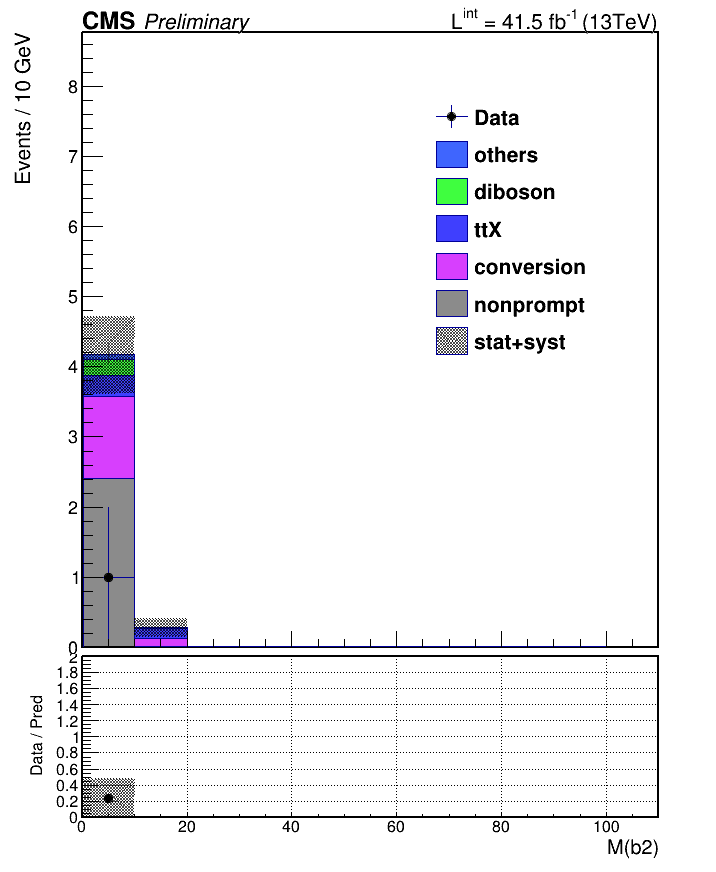 CMS Preliminary
L^int = 41.5 fb^-1 (13TeV)
Events / 10 GeV
8
7
6
5
4
3
2
1
0
Data
others
diboson
ttX
conversion
nonprompt
stat+syst
Data / Pred
2
1.8
1.6
1.4
1.2
1
0.8
0.6
0.4
0.2
0
0 20 40 60 80 100
M(b2)